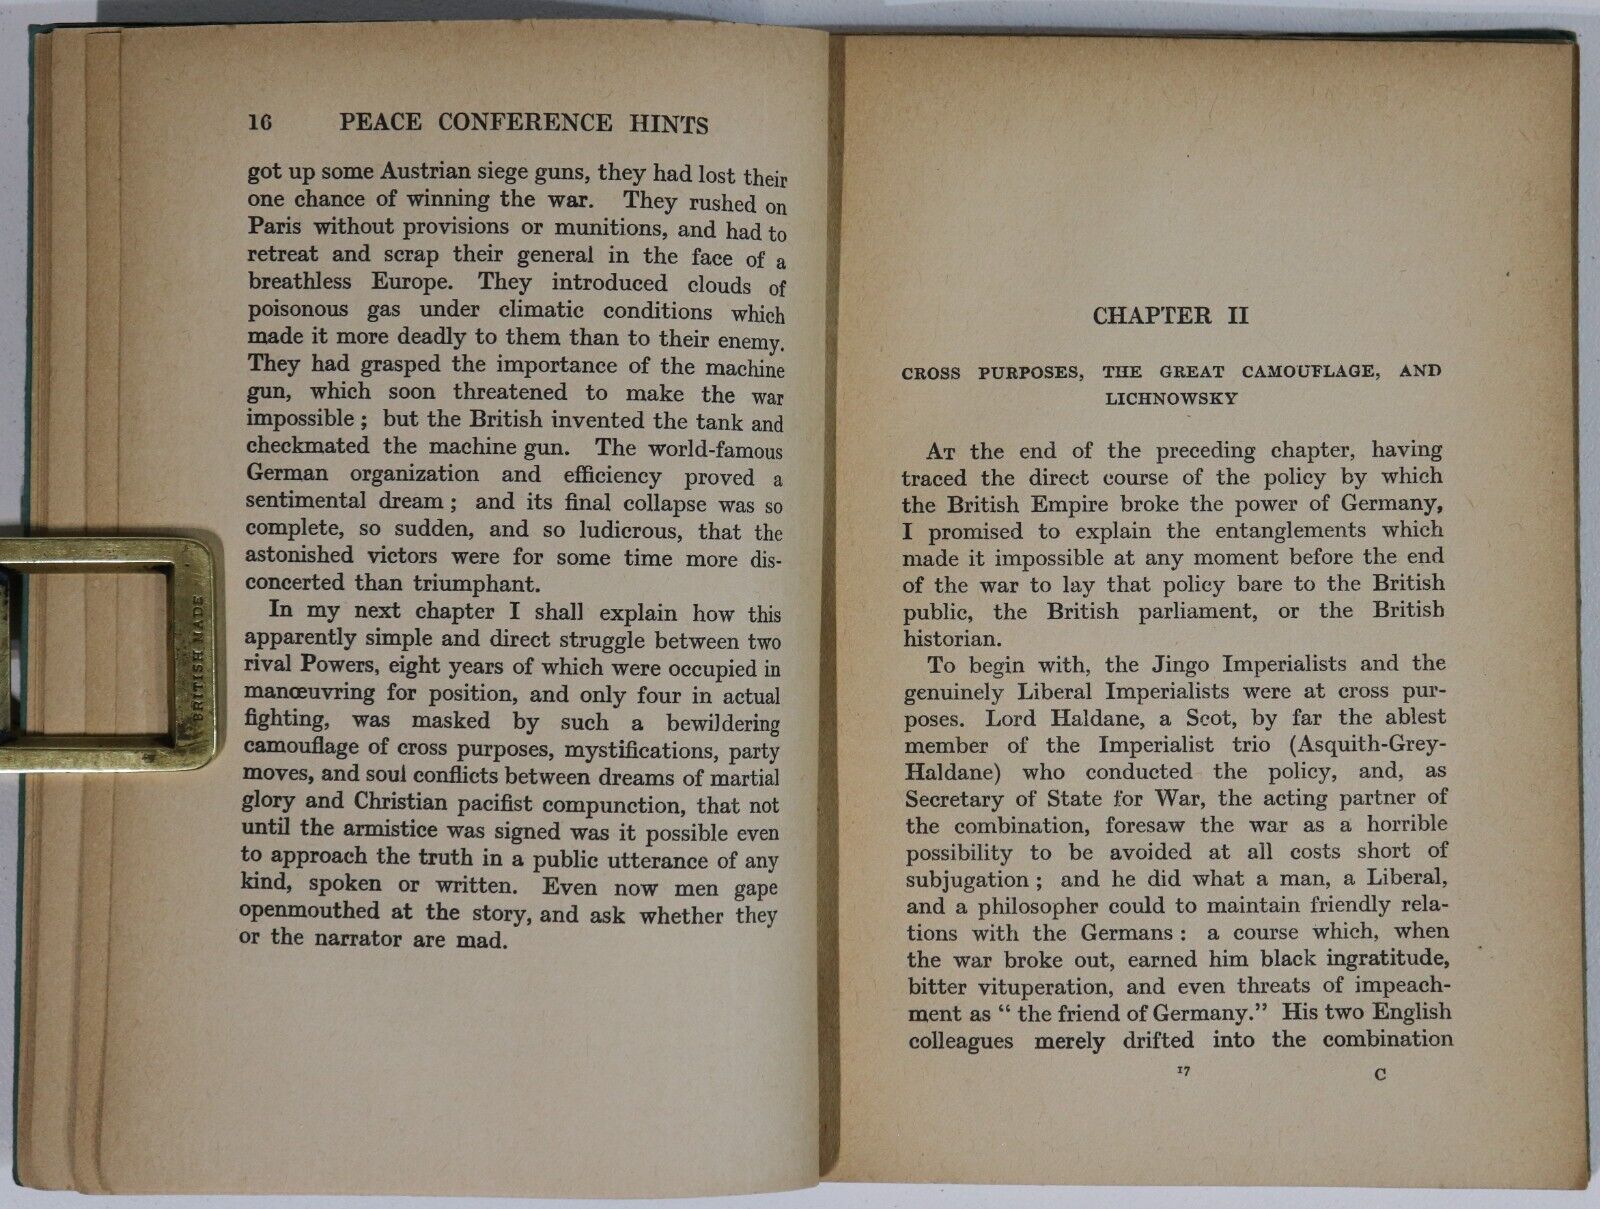 16 PEACE CONFERENCE HINTS
got up some Austrian siege guns, they had lost their
one chance of winning the war. They rushed on
Paris without provisions or munitions, and had to
retreat and scrap their general in the face of a
breathless Europe. They introduced clouds of
poisonous gas under climatic conditions which
made it more deadly to them than to their enemy.
They had grasped the importance of the machine
gun, which soon threatened to make the war
impossible ; but the British invented the tank and
checkmated the machine gun. The world-famous
German organization and efficiency proved a
sentimental dream ; and its final collapse was so
complete, so sudden, and so ludicrous, that the
astonished victors were for some time more dis-
concerted than triumphant.
In my next chapter I shall explain how this
apparently simple and direct struggle between two
rival Powers, eight years of which were occupied in
manœuvring for position, and only four in actual
fighting, was masked by such a bewildering
camouflage of cross purposes, mystifications, party
moves, and soul conflicts between dreams of martial
glory and Christian pacifist compunction, that not
until the armistice was signed was it possible even
to approach the truth in a public utterance of any
kind, spoken or written. Even now men gape
openmouthed at the story, and ask whether they
or the narrator are mad.
BRITISH MADE
CHAPTER II
CROSS PURPOSES, THE GREAT CAMOUFLAGE, AND
LICHNOWSKY
AT the end of the preceding chapter, having
traced the direct course of the policy by which
the British Empire broke the power of Germany,
I promised to explain the entanglements which
made it impossible at any moment before the end
of the war to lay that policy bare to the British
public, the British parliament, or the British
historian.
To begin with, the Jingo Imperialists and the
genuinely Liberal Imperialists were at cross pur-
poses. Lord Haldane, a Scot, by far the ablest
member of the Imperialist trio (Asquith-Grey-
Haldane) who conducted the policy, and, as
Secretary of State for War, the acting partner of
the combination, foresaw the war as a horrible
possibility to be avoided at all costs short of
subjugation ; and he did what a man, a Liberal,
and a philosopher could to maintain friendly rela-
tions with the Germans : a course which, when
the war broke out, earned him black ingratitude,
bitter vituperation, and even threats of impeach-
ment as “ the friend of Germany.” His two English
colleagues merely drifted into the combination
17 C